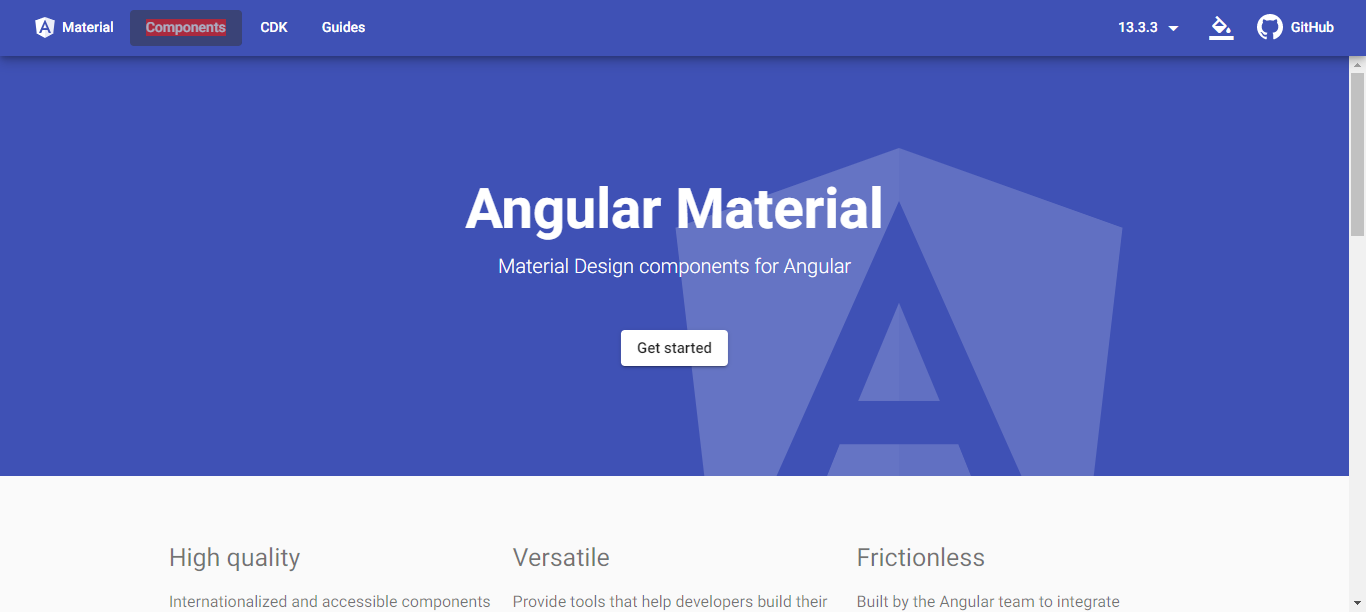 Material Components CDK Guides 13.3.3 GitHub
Angular Material
Material Design components for Angular
Get started
High quality Versatile Frictionless
Internationalized and accessible components Provide tools that help developers build their Built by the Angular team to integrate